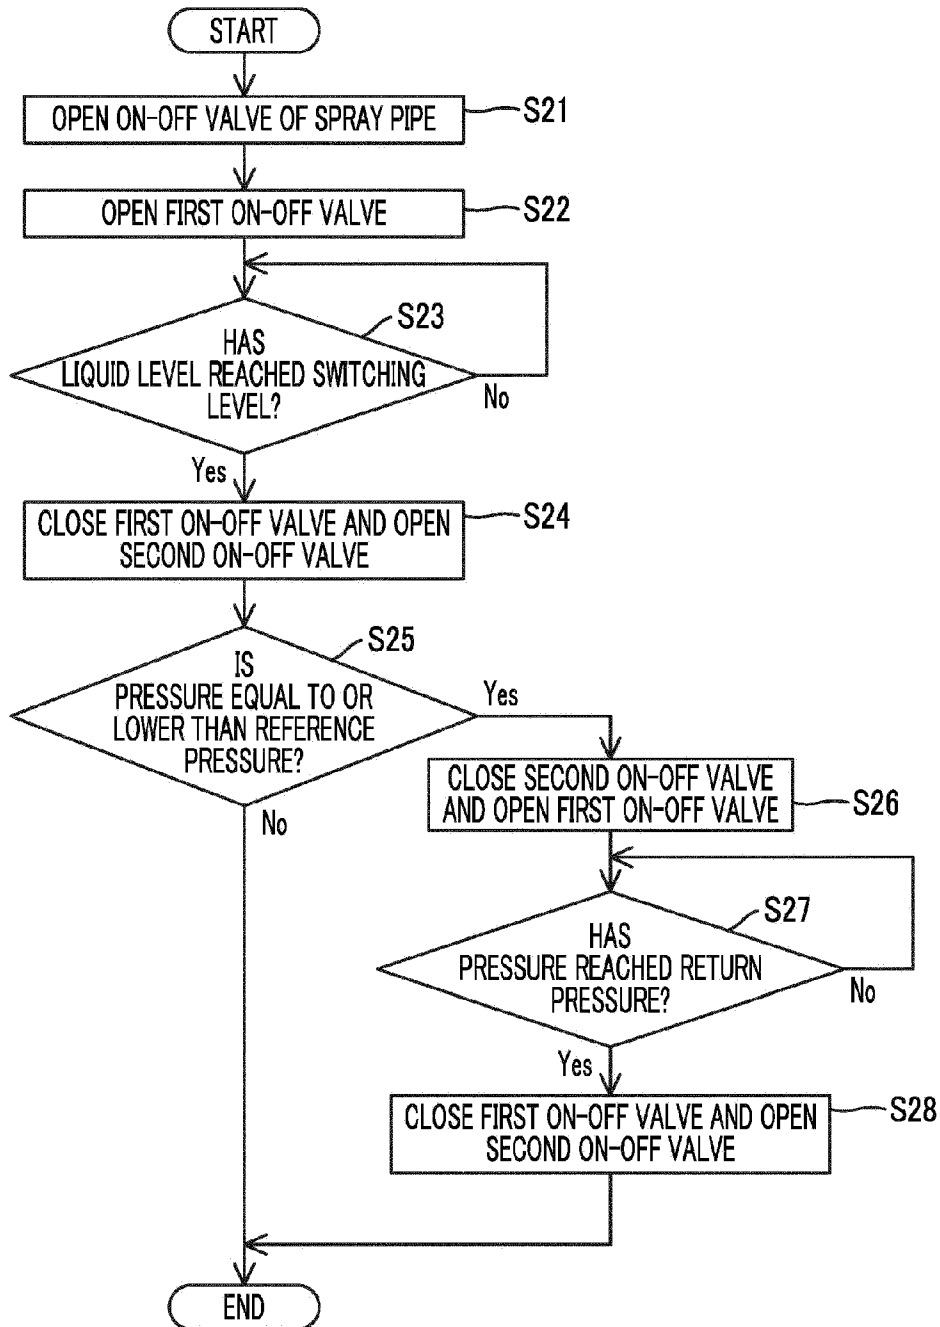 START
OPEN ON-OFF VALVE OF SPRAY PIPE
S21
OPEN FIRST ON-OFF VALVE
S22
S23
HAS
LIQUID LEVEL REACHED SWITCHING
LEVEL?
No
Yes
CLOSE FIRST ON-OFF VALVE AND OPEN
SECOND ON-OFF VALVE
S24
S25
IS
PRESSURE EQUAL TO OR
LOWER THAN REFERENCE
PRESSURE?
Yes
No
CLOSE SECOND ON-OFF VALVE
AND OPEN FIRST ON-OFF VALVE
S26
S27
HAS
PRESSURE REACHED RETURN
PRESSURE?
No
Yes
CLOSE FIRST ON-OFF VALVE AND OPEN
SECOND ON-OFF VALVE
S28
END